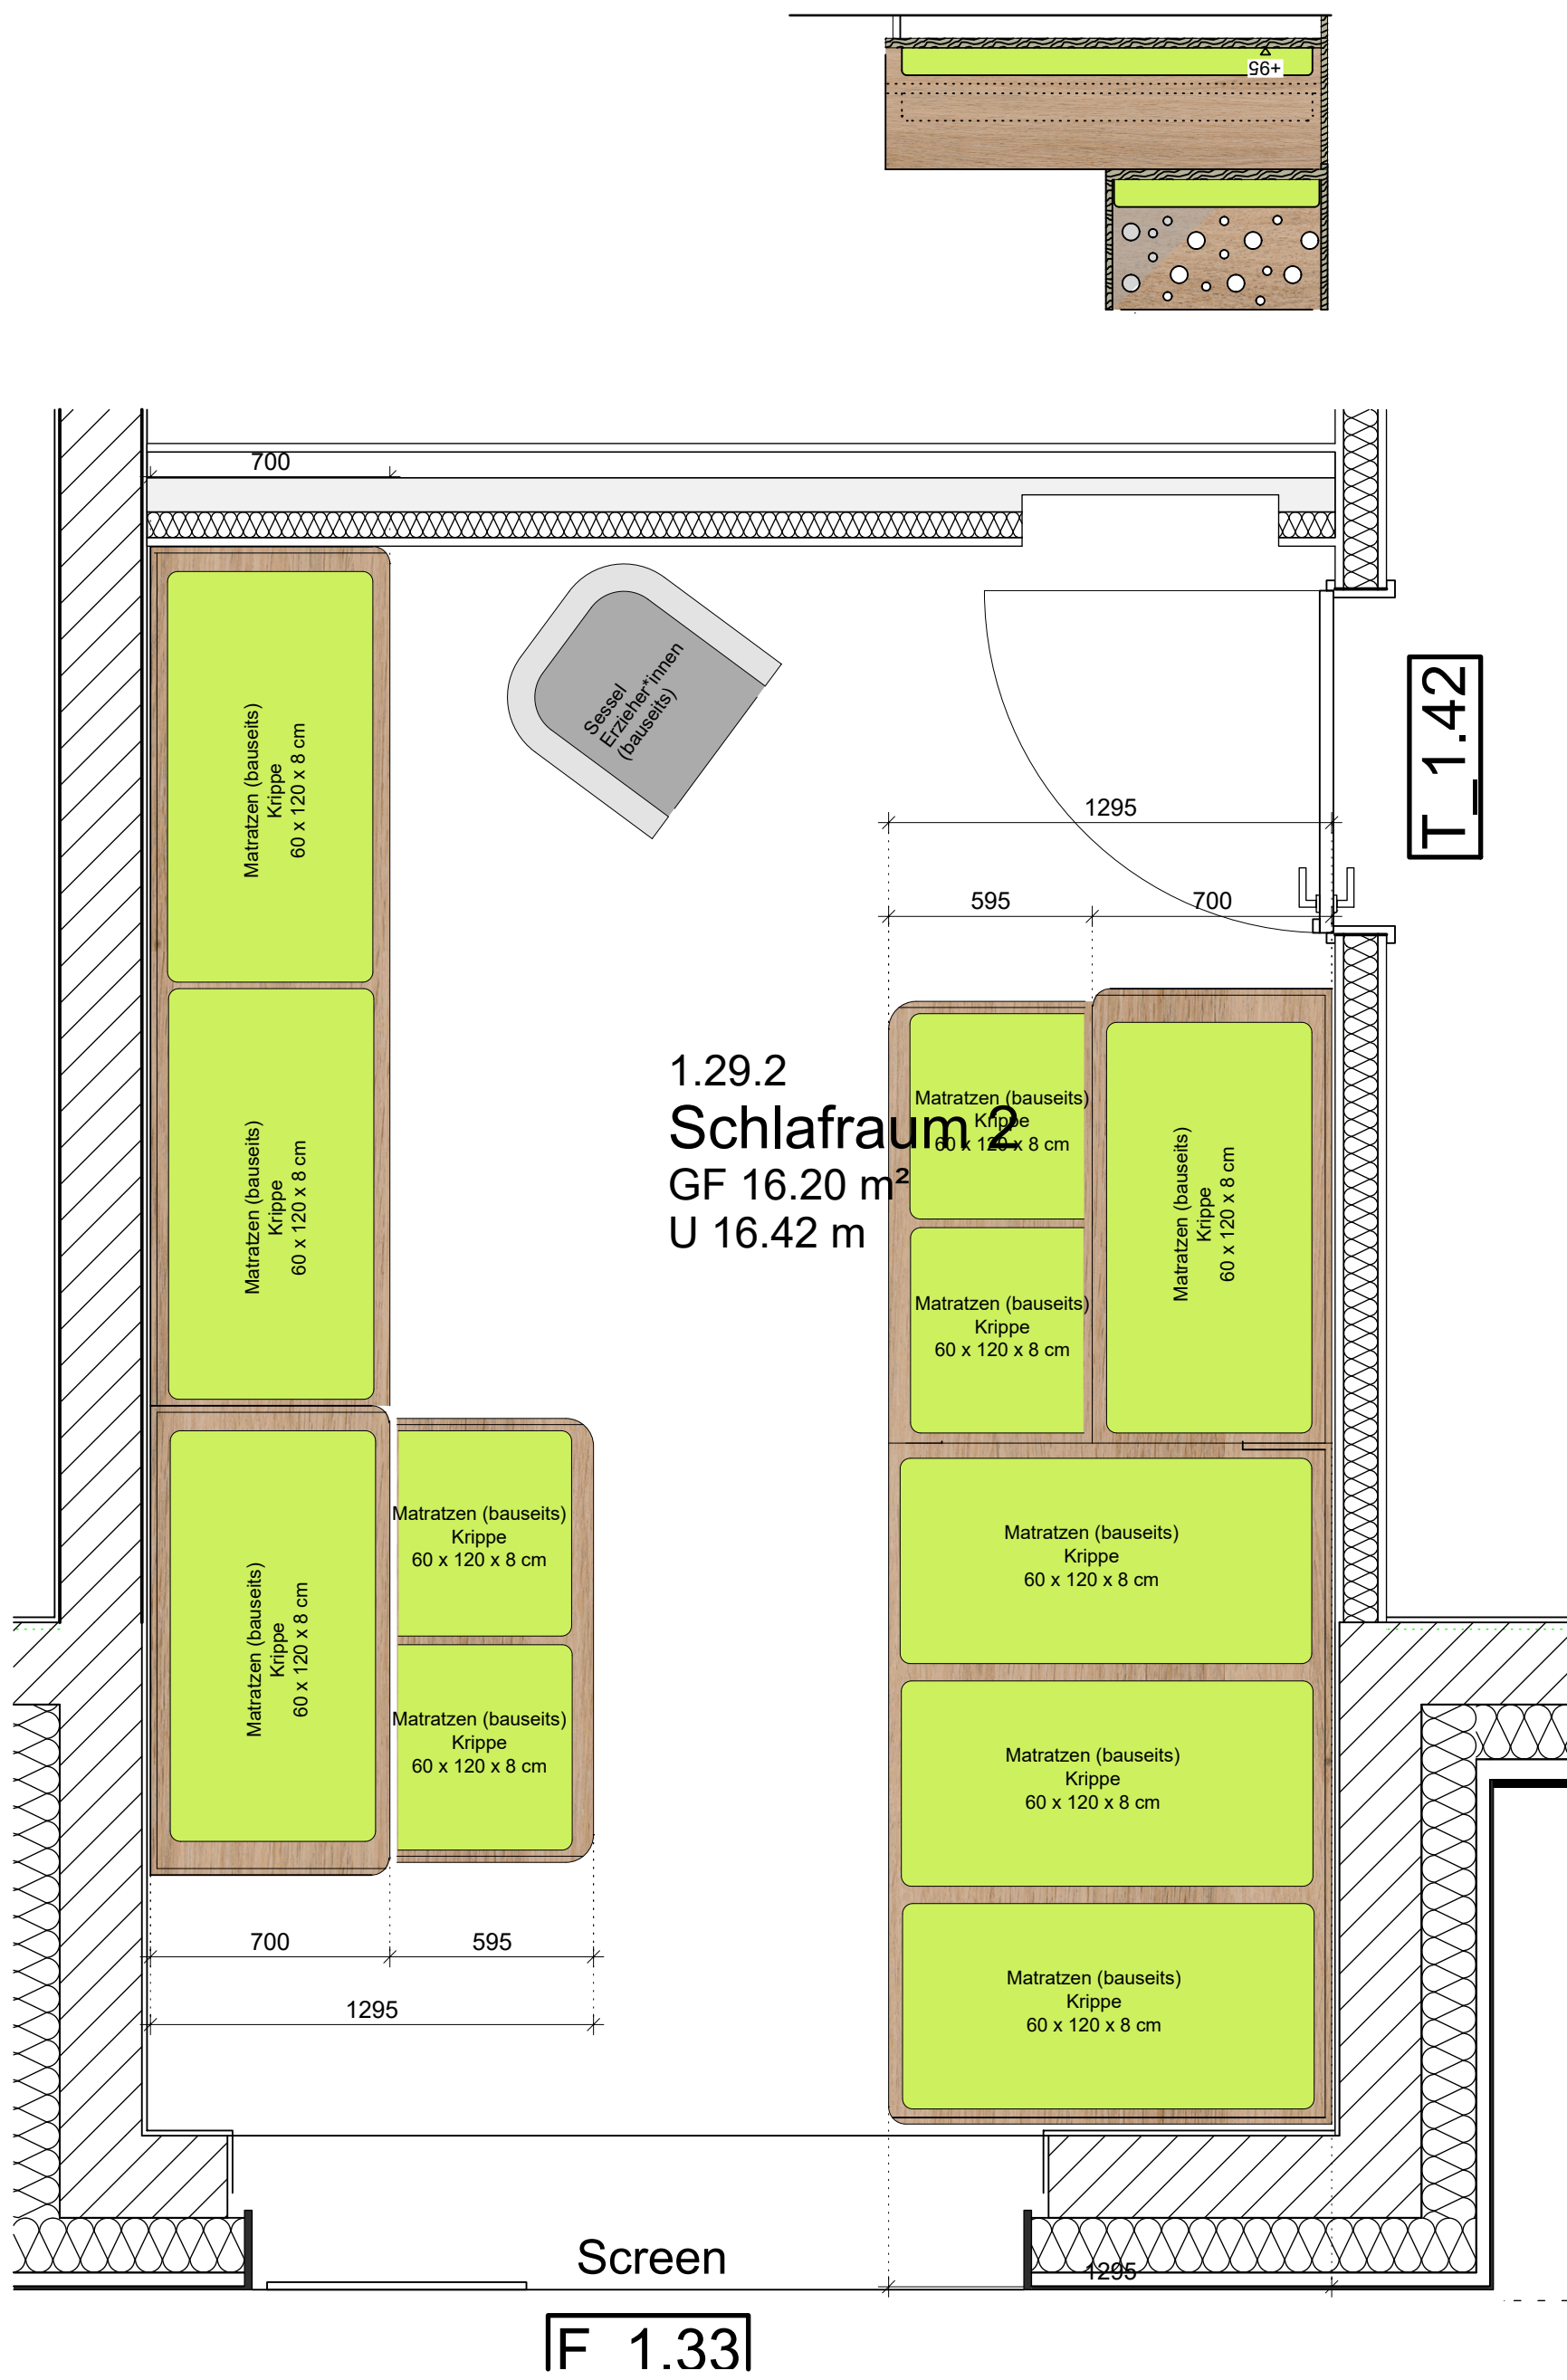 +95
700
Sessel
Erzieher*innen
(bauseits)
Matratzen (bauseits)
Krippe
60 x 120 x 8 cm
T_1.42
1295
595
700
1.29.2
Schlafraum 2
GF 16.20 m²
U 16.42 m
Matratzen (bauseits)
Krippe
60 x 120 x 8 cm
Matratzen (bauseits)
Krippe
60 x 120 x 8 cm
Matratzen (bauseits)
Krippe
60 x 120 x 8 cm
Matratzen (bauseits)
Krippe
60 x 120 x 8 cm
Matratzen (bauseits)
Krippe
60 x 120 x 8 cm
Matratzen (bauseits)
Krippe
60 x 120 x 8 cm
Matratzen (bauseits)
Krippe
60 x 120 x 8 cm
Matratzen (bauseits)
Krippe
60 x 120 x 8 cm
Matratzen (bauseits)
Krippe
60 x 120 x 8 cm
Matratzen (bauseits)
Krippe
60 x 120 x 8 cm
700
595
1295
Screen
1295
F_1.33